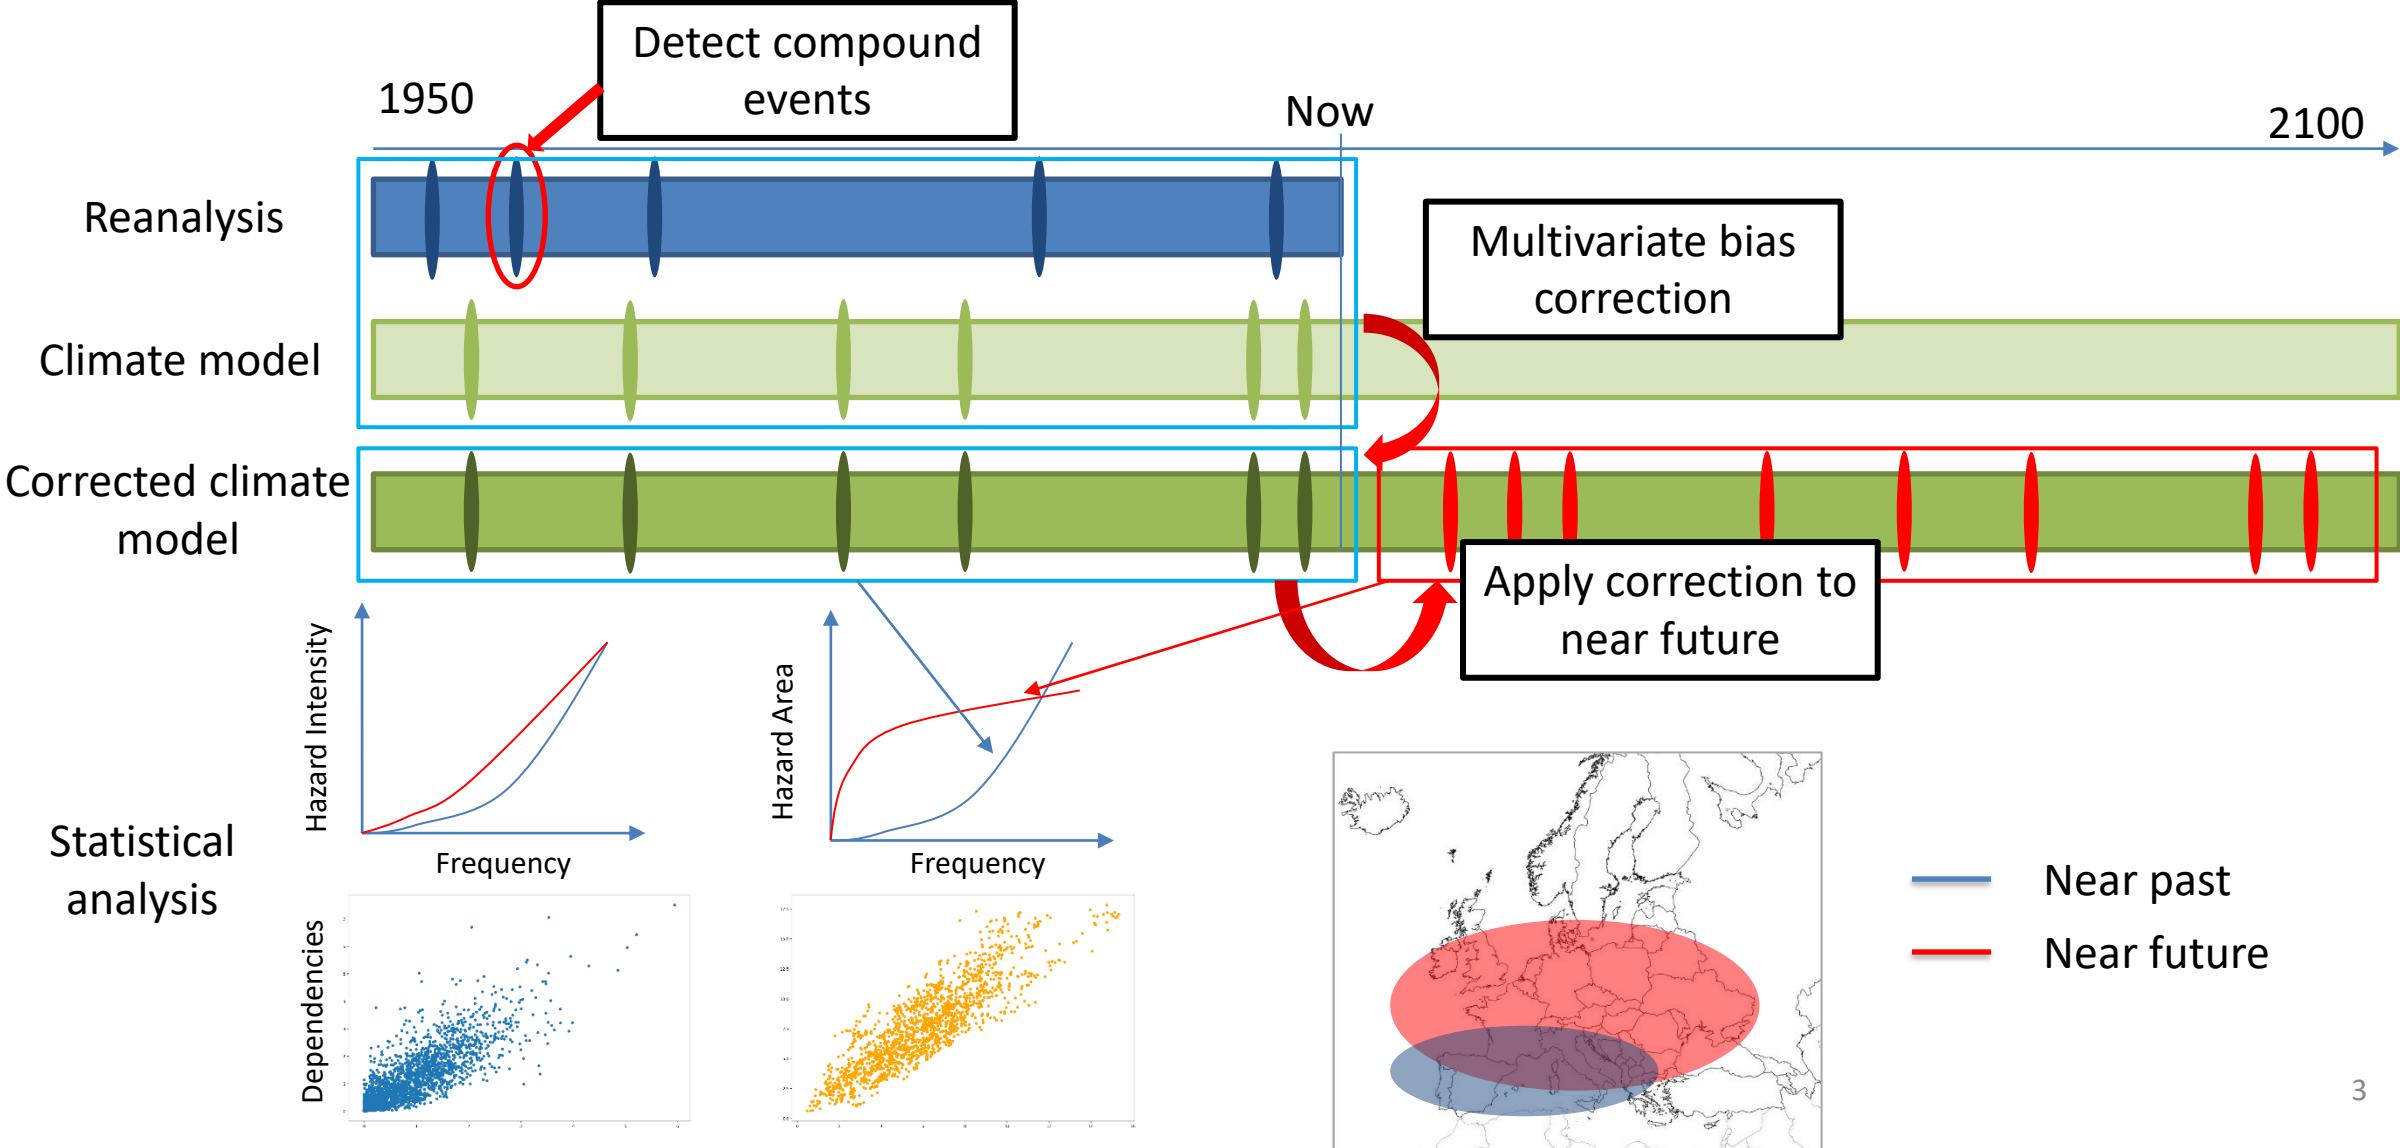 Detect compound
events
1950
Now
2100
Reanalysis
Multivariate bias
correction
Climate model
Corrected climate
model
Apply correction to
near future
Hazard Intensity
Frequency
Hazard Area
Frequency
Statistical
analysis
Dependencies
Near past
Near future
3